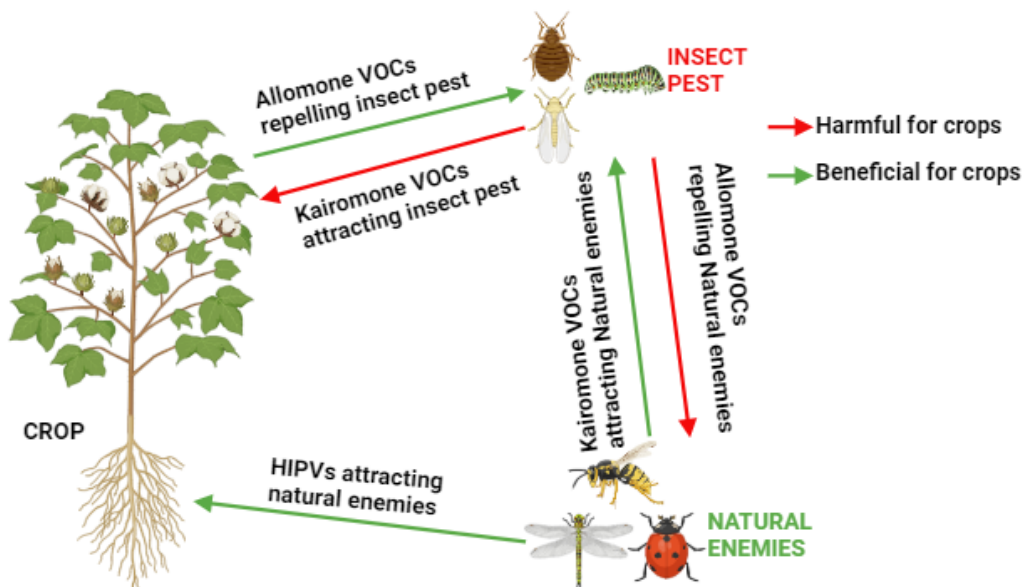 Allomone VOCs
repelling insect pest
INSECT
PEST
Harmful for crops
Beneficial for crops
Kairomone VOCs
attracting insect pest
Kairomone VOCs
attracting Natural enemies
Allomone VOCs
repelling Natural enemies
CROP
HIPVs attracting
natural enemies
NATURAL
ENEMIES